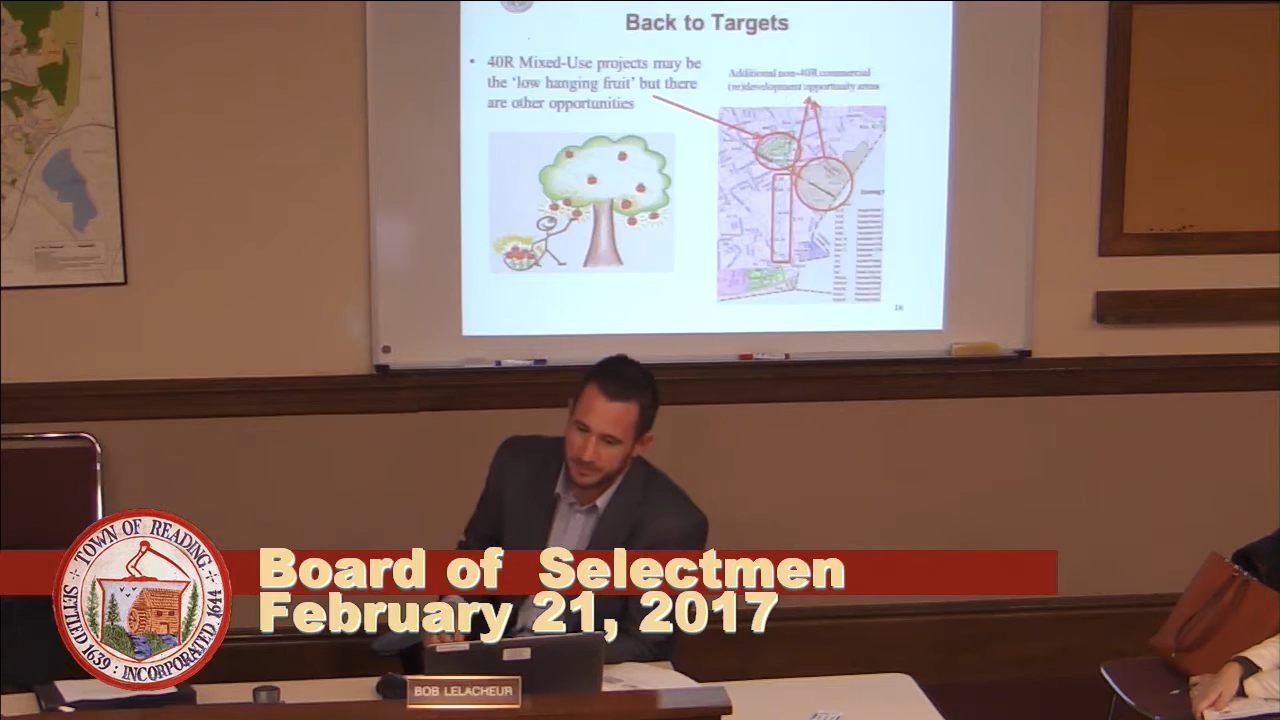 Back to Targets
• 40R Mixed-Use projects may be
the 'low hanging fruit' but there
are other opportunities
Additional non-40R commercial
(re)development opportunity areas
16
TOWN OF READING
SETTLED 1639 : INCORPORATED 1644
Board of Selectmen
February 21, 2017
BOB LELACHEUR